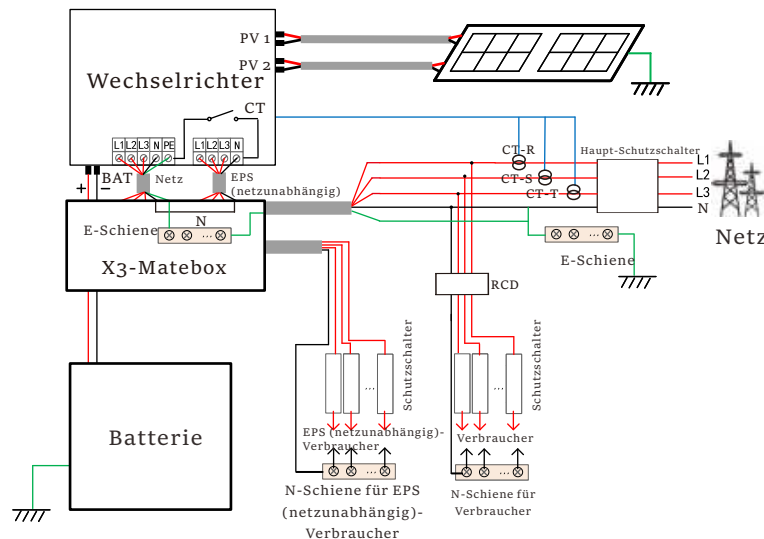 PV 1
PV 2
Wechselrichter
CT
L1 L2 L3 N PE
L1 L2 L3 N
BAT
Netz
EPS
(netzunabhängig)
+
−
N
E-Schiene
... 
X3-Matebox
CT-R
CT-S
CT-T
Haupt-Schutzschalter
L1
L2
L3
N
Netz
...
E-Schiene
RCD
...
Schutzschalter
...
Schutzschalter
EPS (netzunabhängig)-
Verbraucher
Verbraucher
...
...
N-Schiene für EPS
(netzunabhängig)-
Verbraucher
N-Schiene für
Verbraucher
Batterie